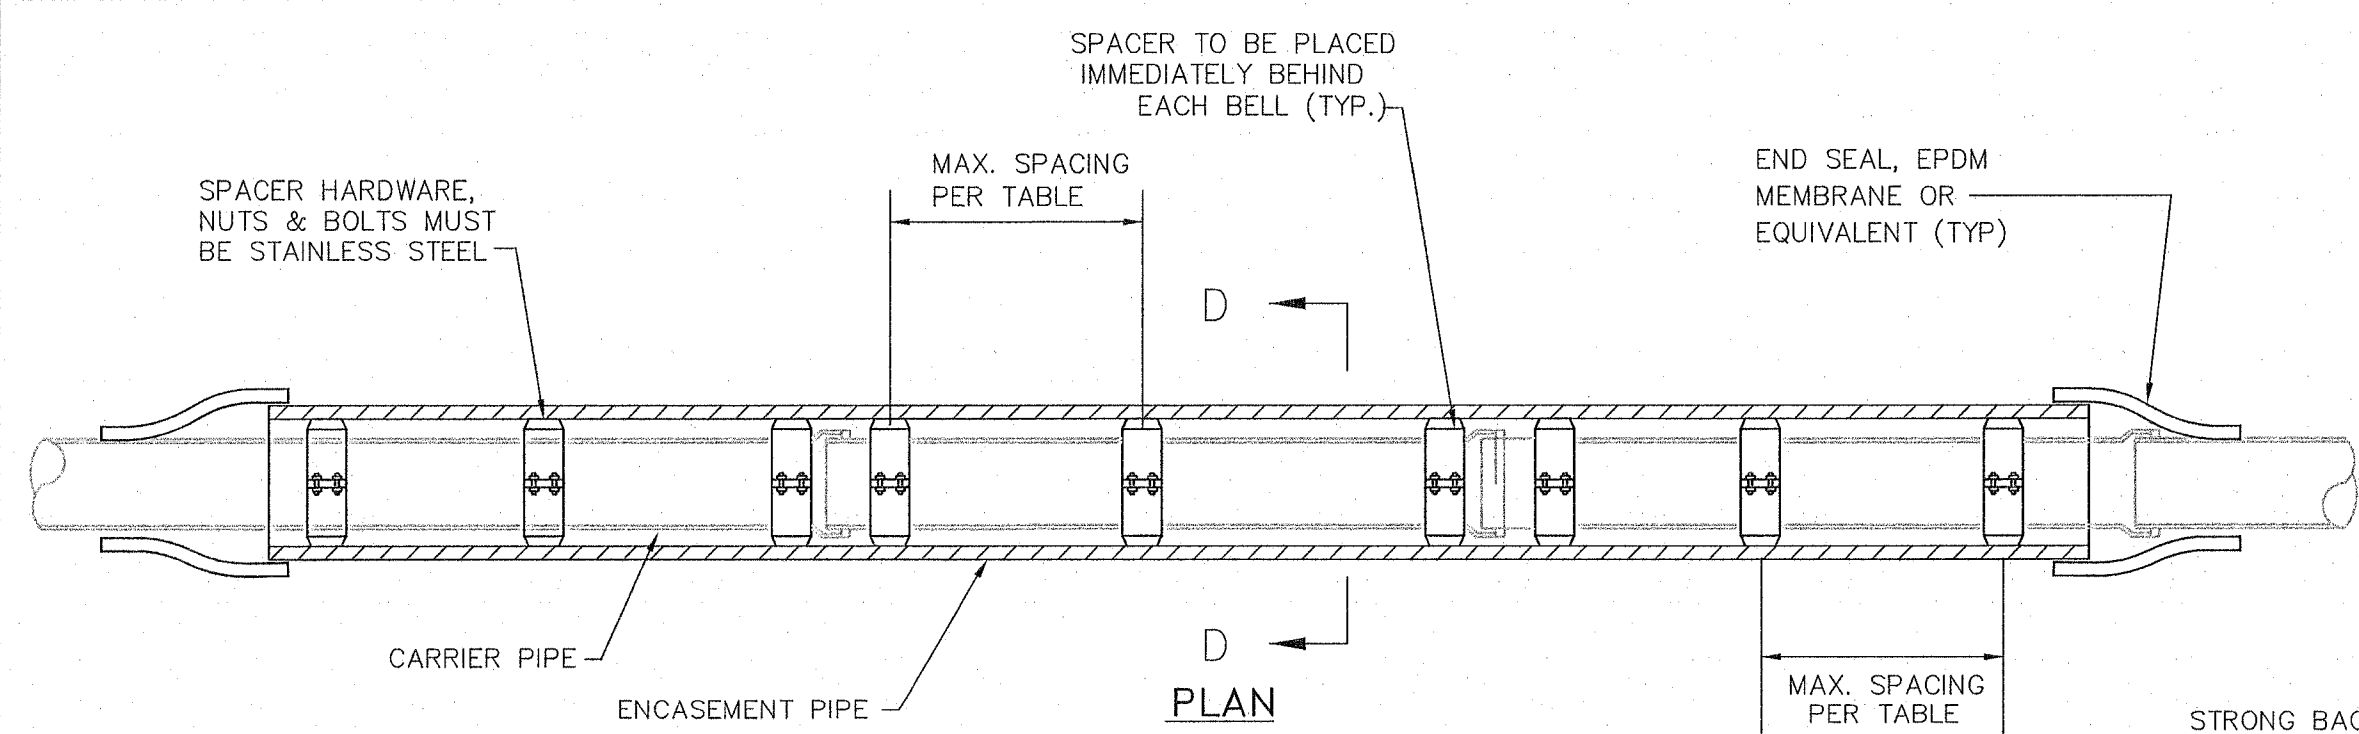 SPACER TO BE PLACED
IMMEDIATELY BEHIND
EACH BELL (TYP.)
MAX. SPACING
PER TABLE
END SEAL, EPDM
MEMBRANE OR
EQUIVALENT (TYP)
SPACER HARDWARE,
NUTS & BOLTS MUST
BE STAINLESS STEEL
D
CARRIER PIPE
D
ENCASEMENT PIPE
PLAN
MAX. SPACING
PER TABLE
STRONG